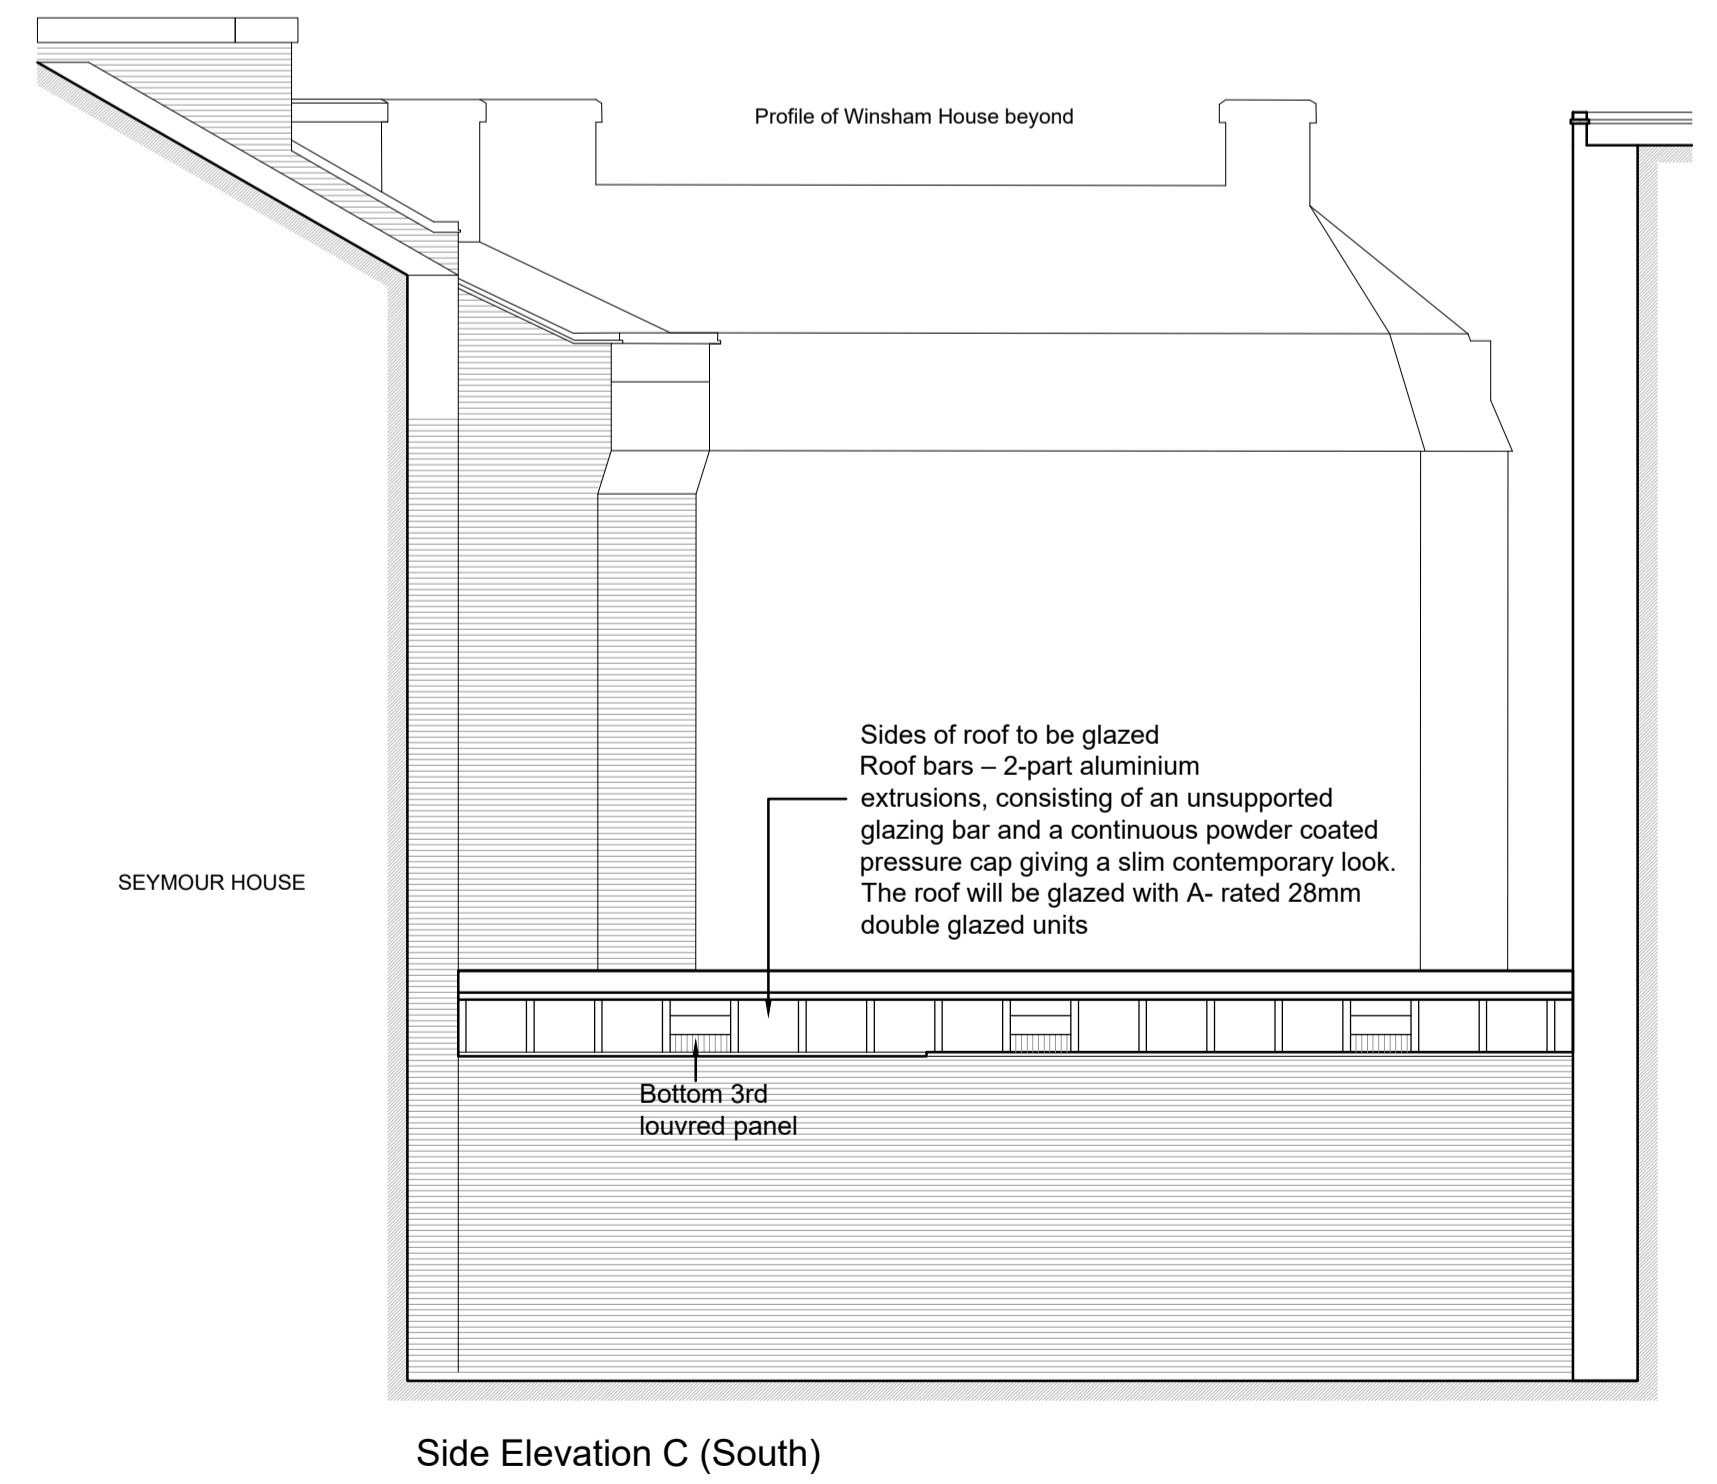 Profile of Winsham House beyond
Sides of roof to be glazed
Roof bars – 2-part aluminium
extrusions, consisting of an unsupported
glazing bar and a continuous powder coated
pressure cap giving a slim contemporary look.
The roof will be glazed with A- rated 28mm
double glazed units
SEYMOUR HOUSE
Bottom 3rd
louvred panel
Side Elevation C (South)